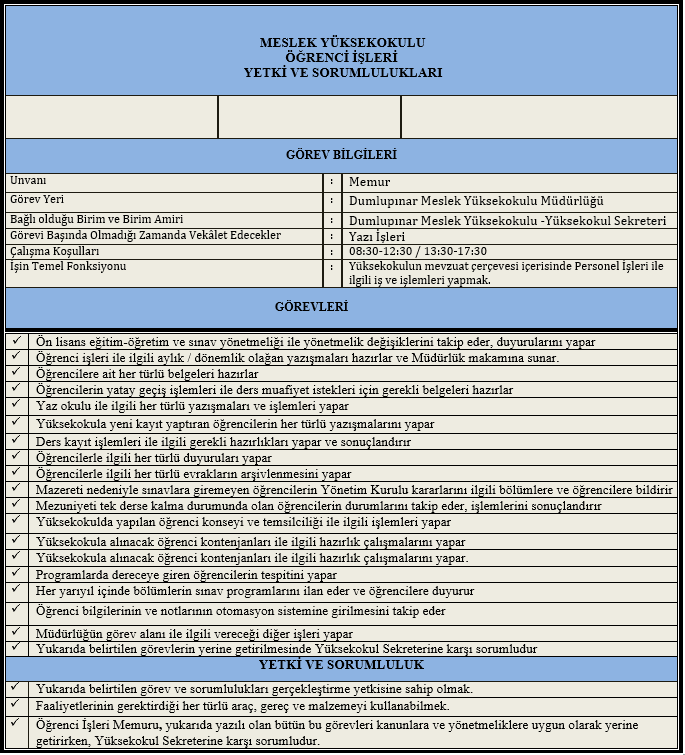 MESLEK YÜKSEKOKULU
ÖĞRENCİ İŞLERİ
YETKİ VE SORUMLULUKLARI
GÖREV BİLGİLERİ
Unvanı : Memur
Görev Yeri : Dumlupınar Meslek Yüksekokulu Müdürlüğü
Bağlı olduğu Birim ve Birim Amiri : Dumlupınar Meslek Yüksekokulu -Yüksekokul Sekreteri
Görevi Başında Olmadığı Zamanda Vekâlet Edecekler : Yazı İşleri
Çalışma Koşulları : 08:30-12:30 / 13:30-17:30
İşin Temel Fonksiyonu : Yüksekokulun mevzuat çerçevesi içerisinde Personel İşleri ile
ilgili iş ve işlemleri yapmak.
GÖREVLERİ
✓ Ön lisans eğitim-öğretim ve sınav yönetmeliği ile yönetmelik değişiklerini takip eder, duyurularını yapar
✓ Öğrenci işleri ile ilgili aylık / dönemlik olağan yazışmaları hazırlar ve Müdürlük makamına sunar.
✓ Öğrencilere ait her türlü belgeleri hazırlar
✓ Öğrencilerin yatay geçiş işlemleri ile ders muafiyet istekleri için gerekli belgeleri hazırlar
✓ Yaz okulu ile ilgili her türlü yazışmaları ve işlemleri yapar
✓ Yüksekokula yeni kayıt yaptıran öğrencilerin her türlü yazışmalarını yapar
✓ Ders kayıt işlemleri ile ilgili gerekli hazırlıkları yapar ve sonuçlandırır
✓ Öğrencilerle ilgili her türlü duyuruları yapar
✓ Öğrencilerle ilgili her türlü evrakların arşivlenmesini yapar
✓ Mazereti nedeniyle sınavlara giremeyen öğrencilerin Yönetim Kurulu kararlarını ilgili bölümlere ve öğrencilere bildirir
✓ Mezuniyeti tek derse kalma durumunda olan öğrencilerin durumlarını takip eder, işlemlerini sonuçlandırır
✓ Yüksekokulda yapılan öğrenci konseyi ve temsilciliği ile ilgili işlemleri yapar
✓ Yüksekokula alınacak öğrenci kontenjanları ile ilgili hazırlık çalışmalarını yapar
✓ Yüksekokula alınacak öğrenci kontenjanları ile ilgili hazırlık çalışmalarını yapar.
✓ Programlarda dereceye giren öğrencilerin tespitini yapar
✓ Her yarıyıl içinde bölümlerin sınav programlarını ilan eder ve öğrencilere duyurur
✓ Öğrenci bilgilerinin ve notlarının otomasyon sistemine girilmesini takip eder
✓ Müdürlüğün görev alanı ile ilgili vereceği diğer işleri yapar
✓ Yukarıda belirtilen görevlerin yerine getirilmesinde Yüksekokul Sekreterine karşı sorumludur
YETKİ VE SORUMLULUK
✓ Yukarıda belirtilen görev ve sorumlulukları gerçekleştirme yetkisine sahip olmak.
✓ Faaliyetlerinin gerektirdiği her türlü araç, gereç ve malzemeyi kullanabilmek.
✓ Öğrenci İşleri Memuru, yukarıda yazılı olan bütün bu görevleri kanunlara ve yönetmeliklere uygun olarak yerine
getirirken, Yüksekokul Sekreterine karşı sorumludur.